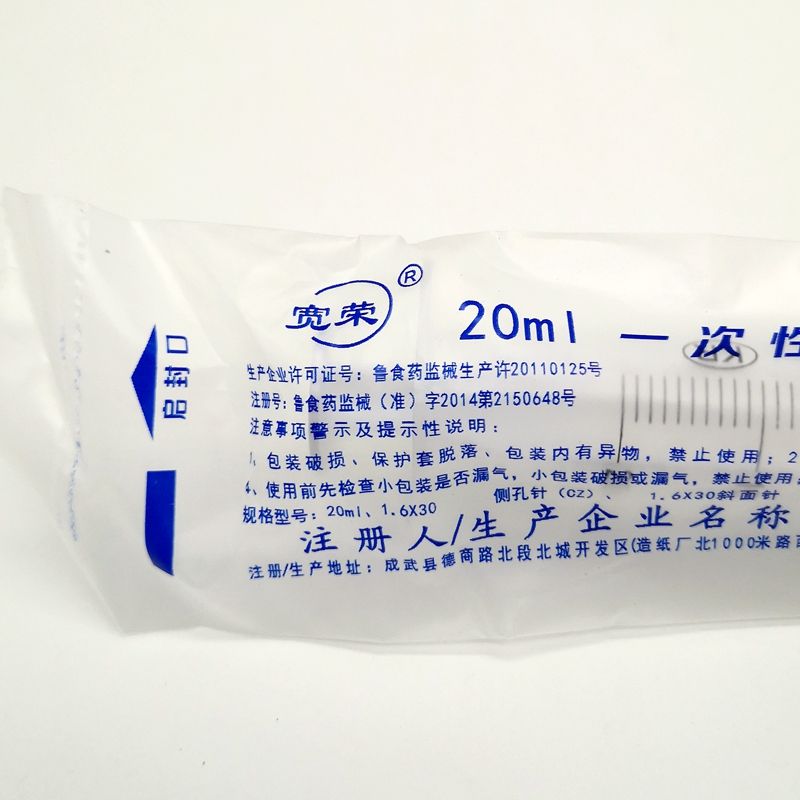 宽荣®
20ml 一次性
生产企业许可证号：鲁食药监械生产许20110125号
注册号：鲁食药监械（准）字2014第2150648号
注意事项警示及提示性说明：
1、包装破损、保护套脱落、包装内有异物，禁止使用；2
4、使用前先检查小包装是否漏气，小包装破损或漏气，禁止使用；
侧孔针（CZ）、 1.6X30斜面针
规格型号：20ml、1.6X30
注册人/生产企业名称
注册/生产地址：成武县德商路北段北城开发区(造纸厂北1000米路
启封口